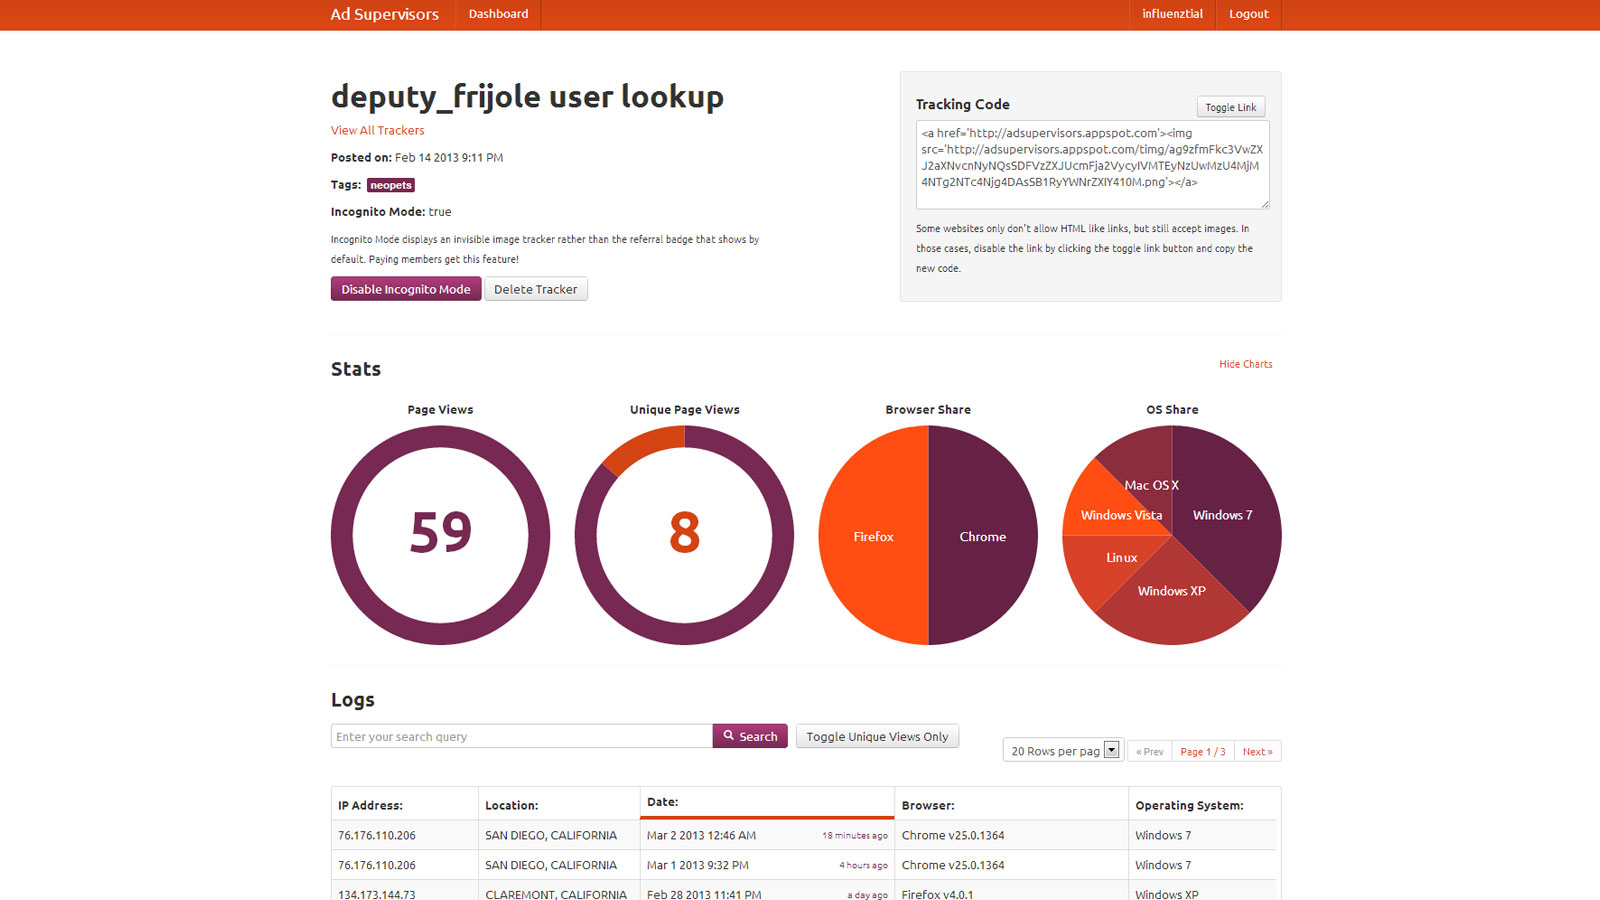 Ad Supervisors Dashboard influenztial Logout
deputy_frijole user lookup
View All Trackers
Posted on: Feb 14 2013 9:11 PM
Tags: neopets
Incognito Mode: true
Incognito Mode displays an invisible image tracker rather than the referral badge that shows by
default. Paying members get this feature!
Disable Incognito Mode Delete Tracker
Tracking Code Toggle Link
<a href='http://adsupervisors.appspot.com'><img
src='http://adsupervisors.appspot.com/timg/ag9zfmFkc3VwZX
J2aXNvcnNyNQsSDFVzZXJUcmFja2VycyIVMTEyNzUwMzU4MjM
4NTg2NTc4Njg4DAsSB1RyYWNrZXIY410M.png'></a>
Some websites only don't allow HTML like links, but still accept images. In
those cases, disable the link by clicking the toggle link button and copy the
new code.
Stats Hide Charts
Page Views Unique Page Views Browser Share OS Share
59
8
Firefox Chrome
Mac OS X
Windows Vista Windows 7
Linux
Windows XP
Logs
Enter your search query Search Toggle Unique Views Only
20 Rows per pag « Prev Page 1 / 3 Next »
IP Address: Location: Date: Browser: Operating System:
76.176.110.206 SAN DIEGO, CALIFORNIA Mar 2 2013 12:46 AM 18 minutes ago Chrome v25.0.1364 Windows 7
76.176.110.206 SAN DIEGO, CALIFORNIA Mar 1 2013 9:32 PM 4 hours ago Chrome v25.0.1364 Windows 7
134.173.144.73 CLAREMONT, CALIFORNIA Feb 28 2013 11:41 PM a day ago Firefox v4.0.1 Windows XP